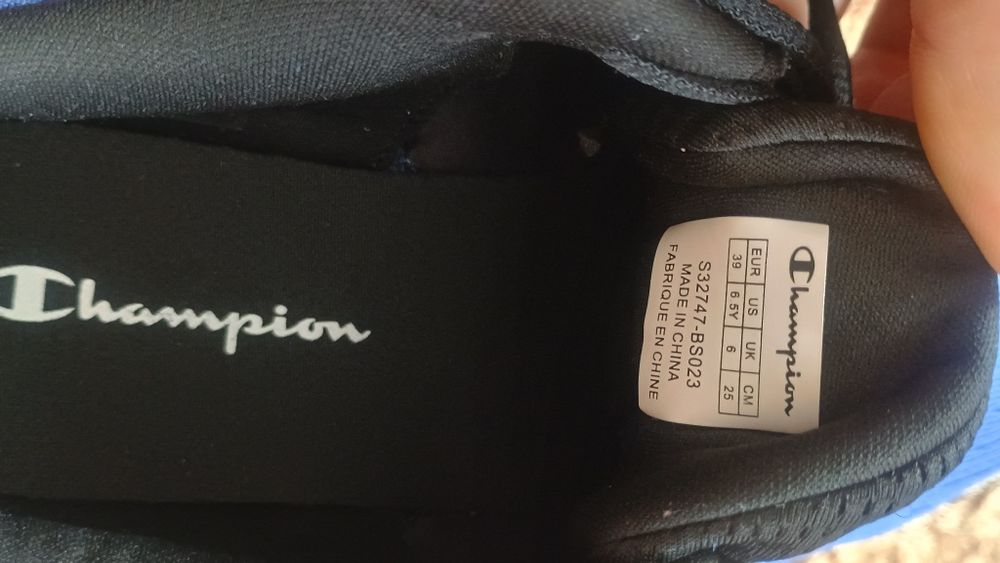 Champion
Champion
EUR US UK CM
39 6.5Y 6 25
S32747-BS023
MADE IN CHINA
FABRIQUE EN CHINE